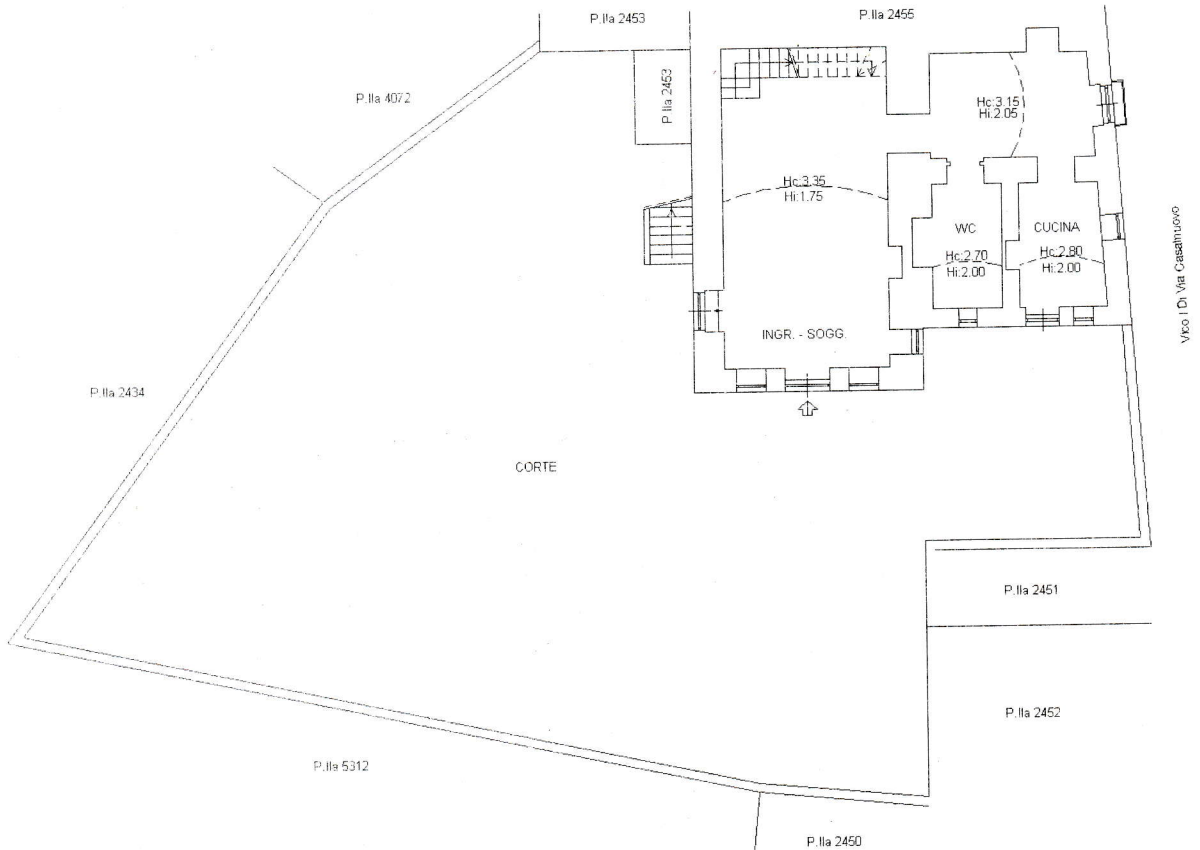 P.lla 2453
P.lla 2455
P.lla 4072
P.lla 2453
Hc:3.15
Hi:2.05
Hc:3.35
Hi:1.75
WC
Hc:2.70
Hi:2.00
CUCINA
Hc:2.80
Hi:2.00
Vico I Di Via Casalnuovo
INGR. - SOGG.
P.lla 2434
CORTE
P.lla 2451
P.lla 2452
P.lla 5312
P.lla 2450